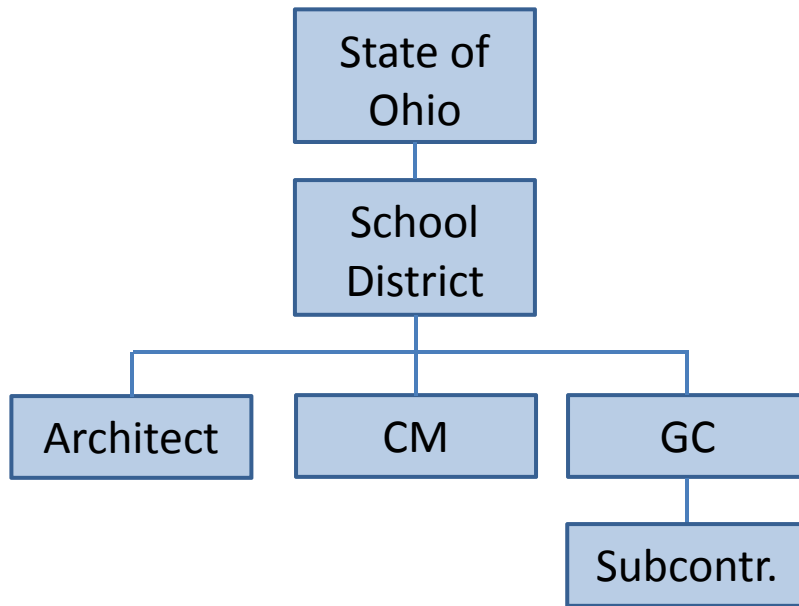 State of
Ohio
School
District
Architect
CM
GC
Subcontr.